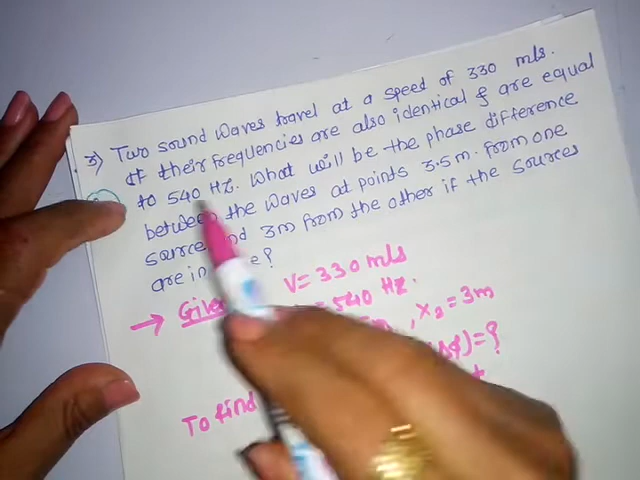 3) Two sound waves travel at a speed of 330 m/s.
If their frequencies are also identical & are equal
to 540 Hz. What will be the phase difference
between the waves at points 3.5 m from one
source and 3m from the other if the sources
are in e?
→ Given V = 330 m/s
= 540 Hz.
m, x₂ = 3m
) = ?
To find